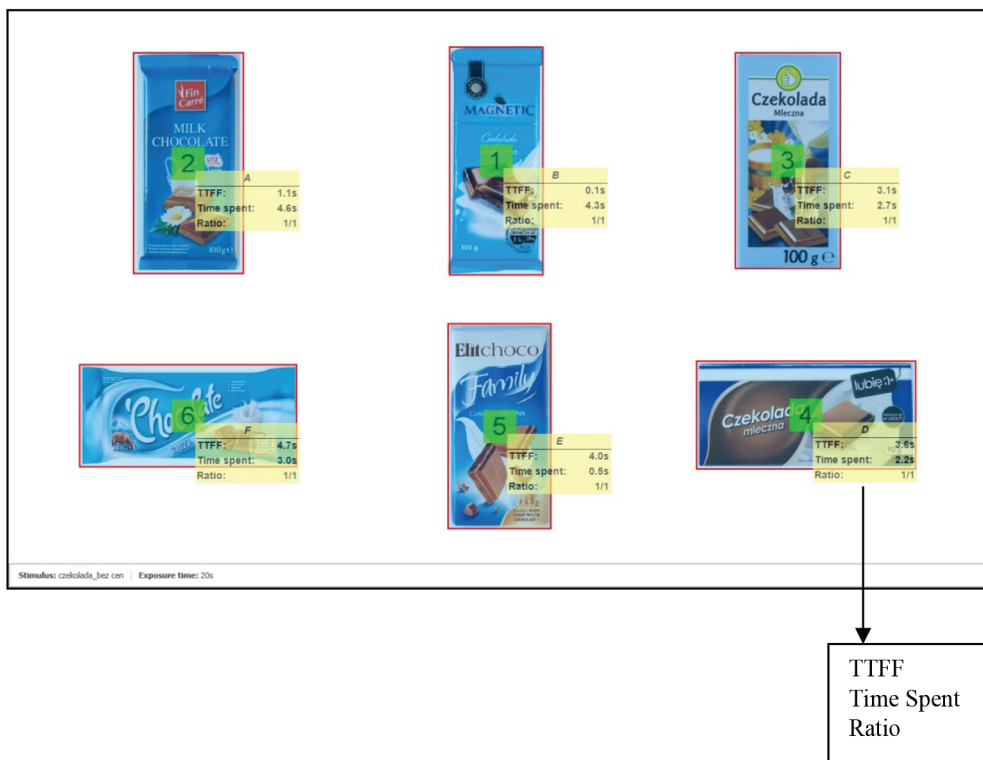 Fin
Carré
MILK
CHOCOLATE
UTZ
2
A
TTFF: 1.1s
Time spent: 4.6s
Ratio: 1/1
100g e
MAGNETIC
Czekolada
1
B
TTFF: 0.1s
Time spent: 4.3s
Ratio: 1/1
100 g
Czekolada
Mleczna
3
C
TTFF: 3.1s
Time spent: 2.7s
Ratio: 1/1
100 g e
Chocolate
6
F
TTFF: 4.7s
Time spent: 3.0s
Ratio: 1/1
Elitchoco
Family
5
E
TTFF: 4.0s
Time spent: 0.5s
Ratio: 1/1
lubię:)
Czekolada
mleczna
4
D
TTFF: 3.6s
Time spent: 2.2s
Ratio: 1/1
Stimulus: czekolada_bez cen Exposure time: 20s
TTFF
Time Spent
Ratio